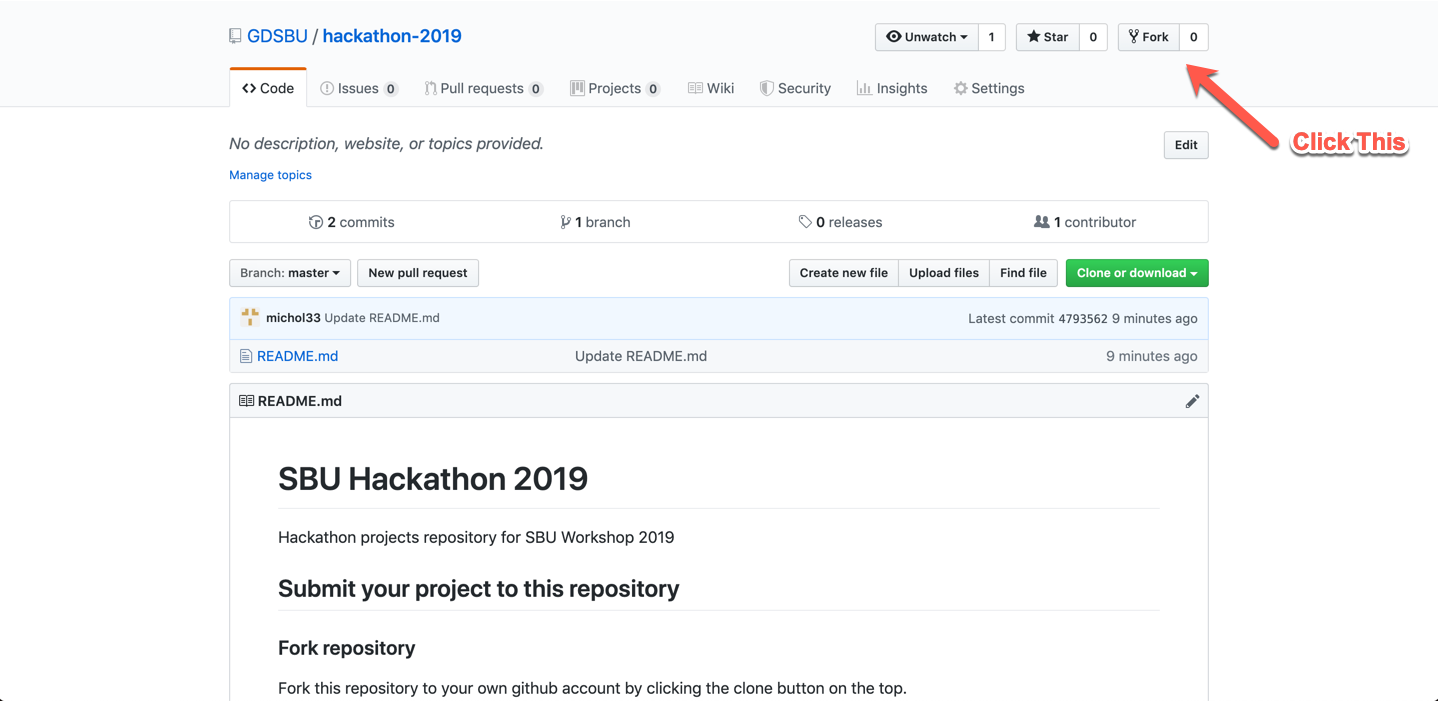 GDSBU / hackathon-2019
Unwatch 1 Star 0 Fork 0
Code Issues 0 Pull requests 0 Projects 0 Wiki Security Insights Settings
No description, website, or topics provided.
Edit
Click This
Manage topics
2 commits 1 branch 0 releases 1 contributor
Branch: master New pull request Create new file Upload files Find file Clone or download
michol33 Update README.md Latest commit 4793562 9 minutes ago
README.md Update README.md 9 minutes ago
README.md
SBU Hackathon 2019
Hackathon projects repository for SBU Workshop 2019
Submit your project to this repository
Fork repository
Fork this repository to your own github account by clicking the clone button on the top.